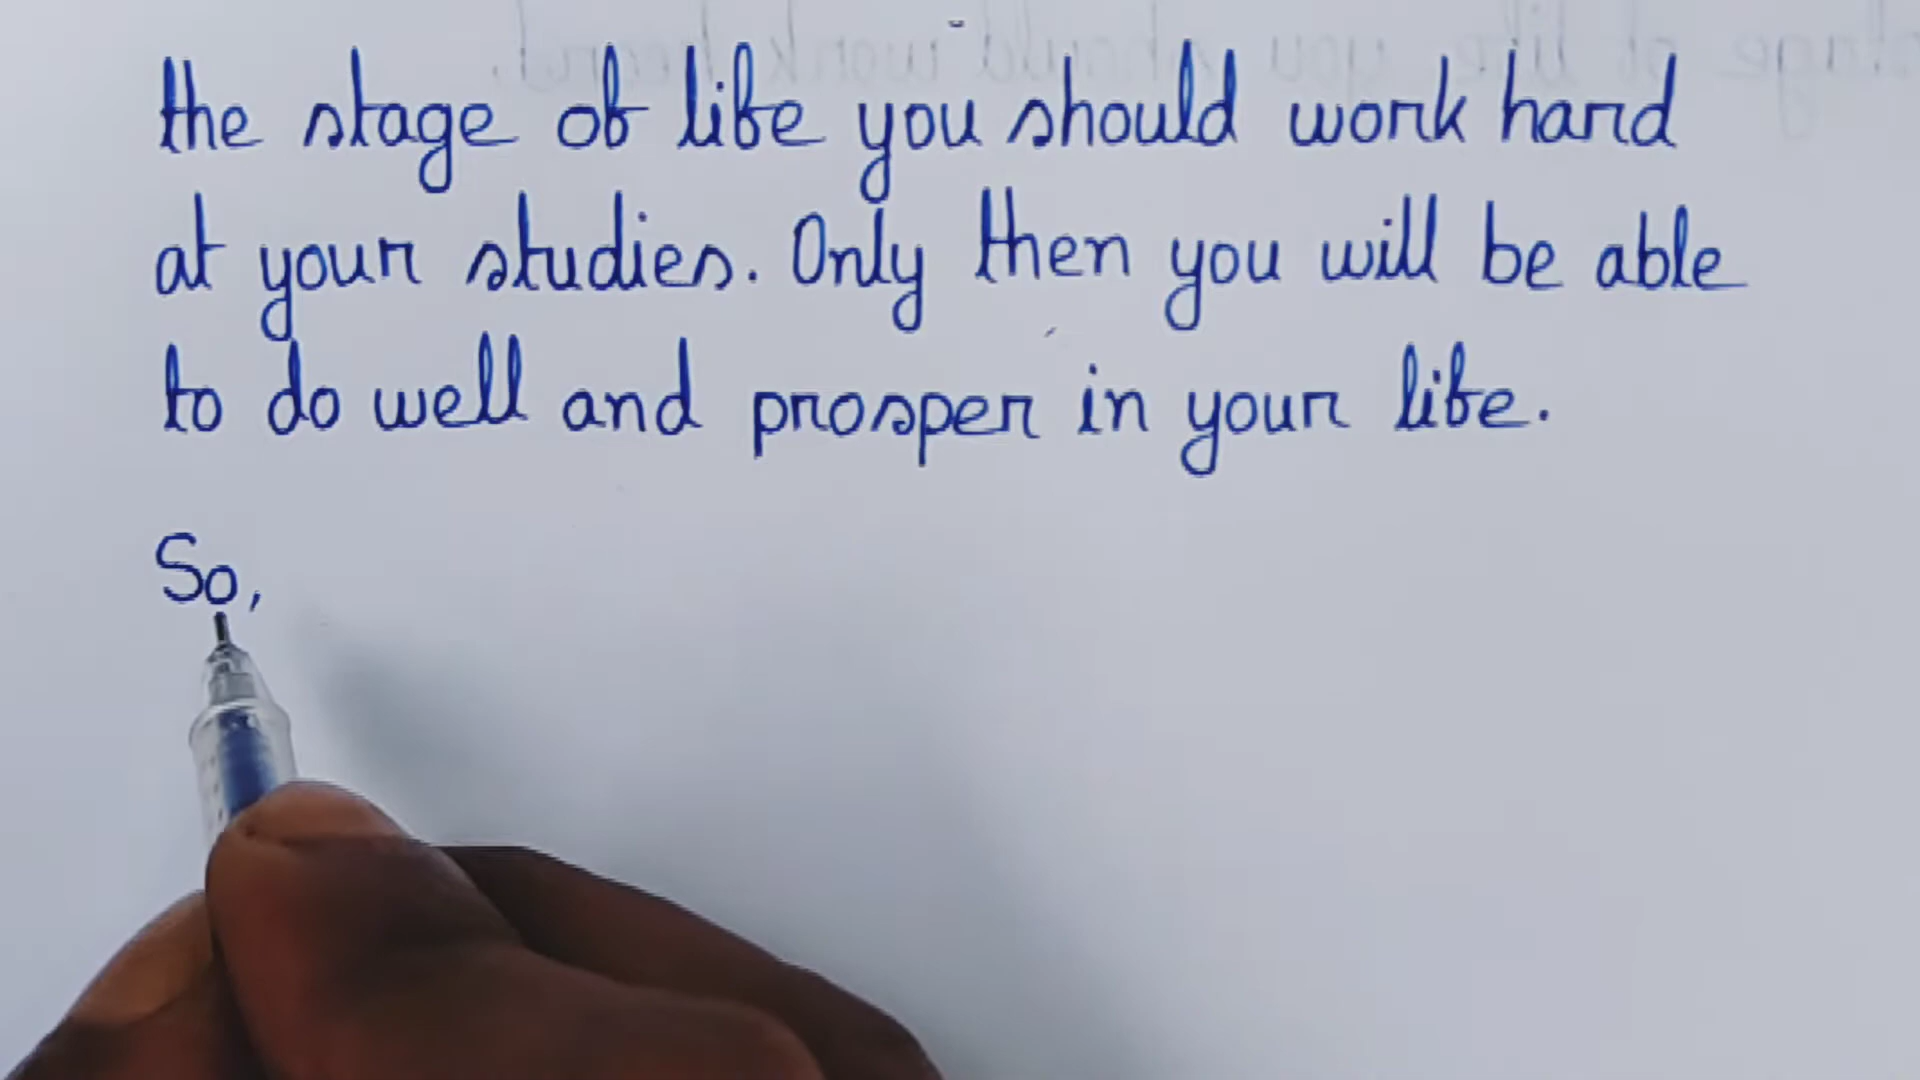 the stage of life you should work hard
at your studies. Only then you will be able
to do well and prosper in your life.
So,